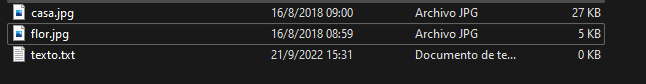 casa.jpg 16/8/2018 09:00 Archivo JPG 27 KB
flor.jpg 16/8/2018 08:59 Archivo JPG 5 KB
texto.txt 21/9/2022 15:31 Documento de te... 0 KB